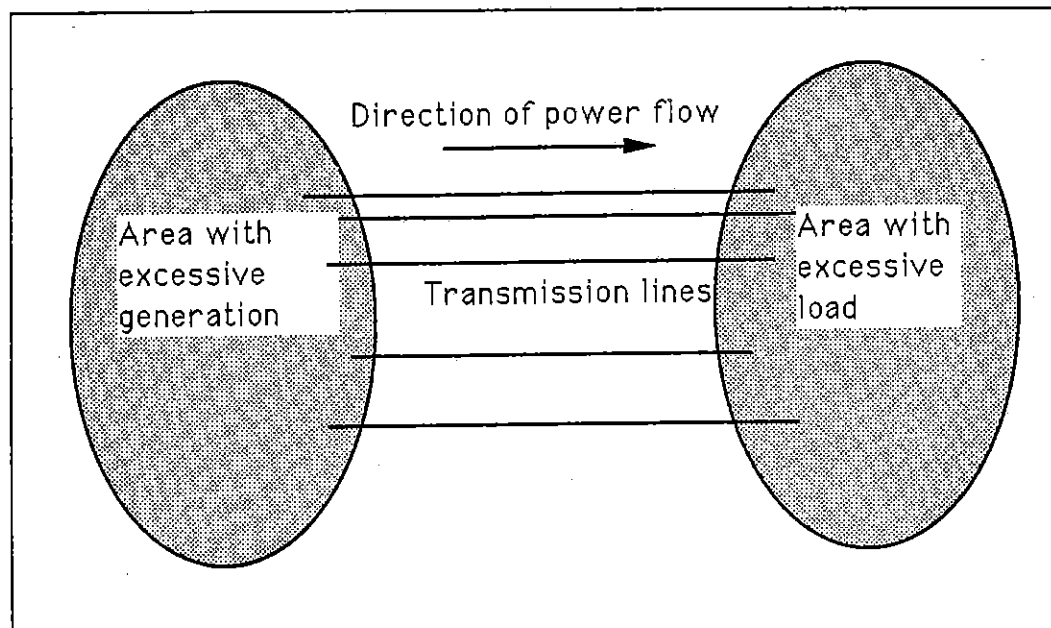 Direction of power flow
Area with
excessive
generation
Transmission lines
Area with
excessive
load